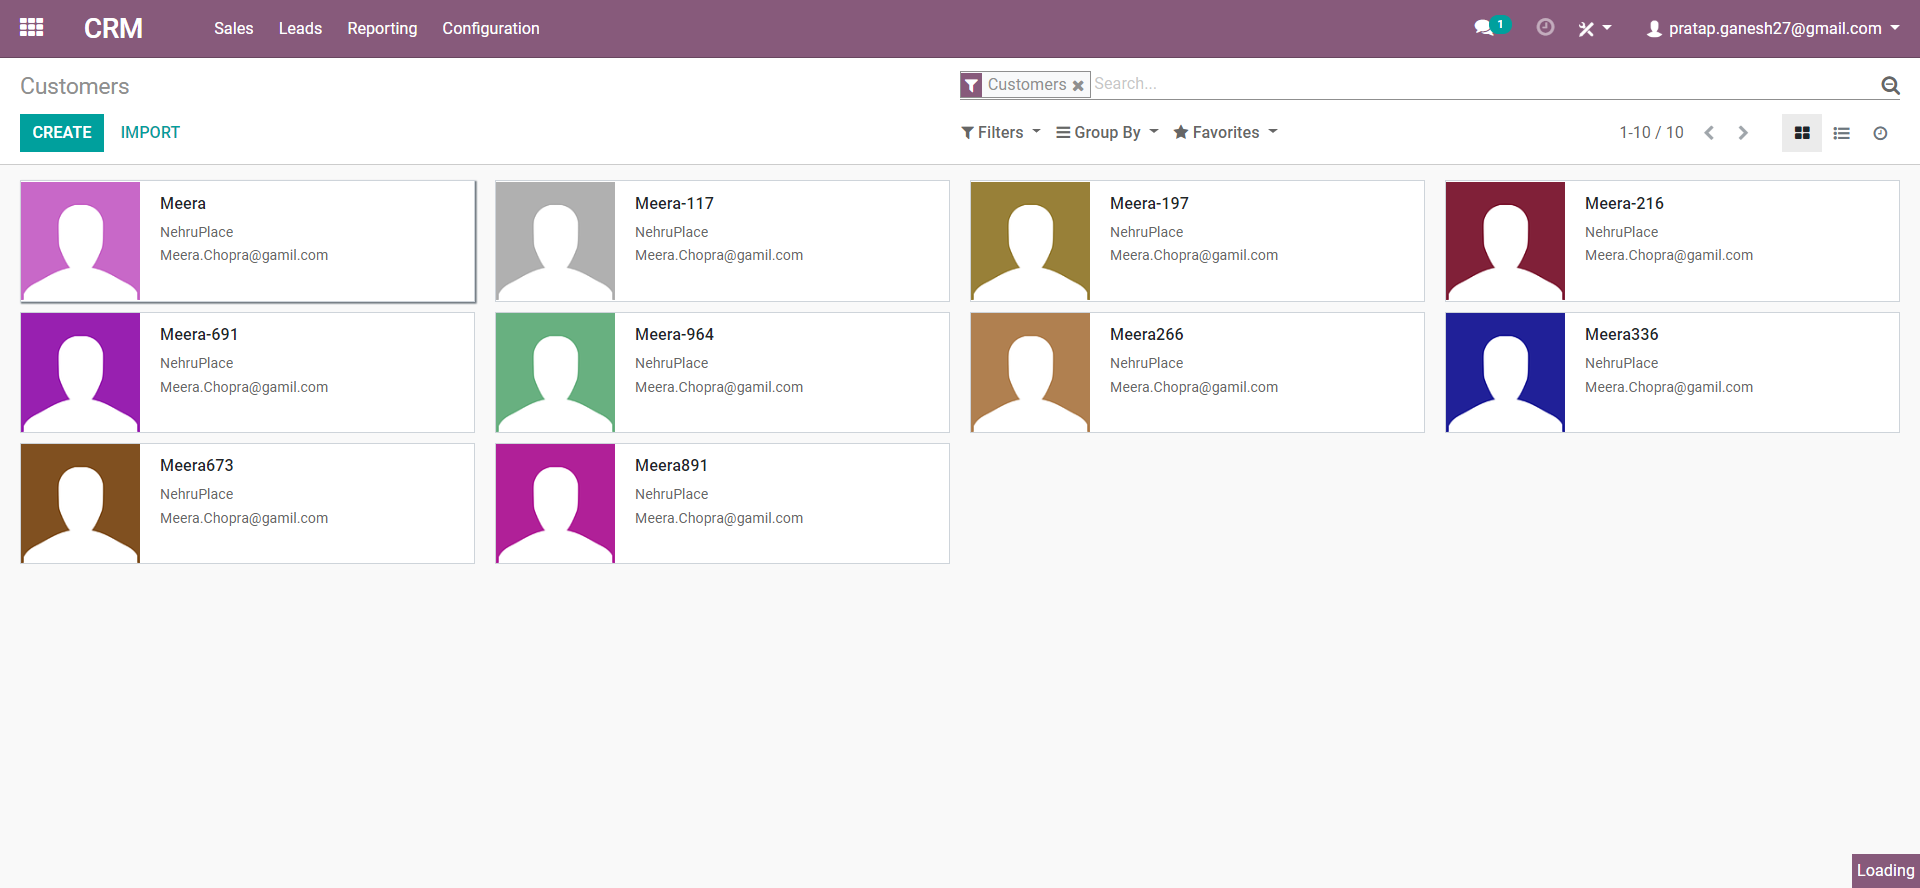 CRM Sales Leads Reporting Configuration 1 pratap.ganesh27@gmail.com
Customers
Customers Search...
CREATE IMPORT
Filters Group By Favorites 1-10 / 10
Meera
NehruPlace
Meera.Chopra@gamil.com
Meera-117
NehruPlace
Meera.Chopra@gamil.com
Meera-197
NehruPlace
Meera.Chopra@gamil.com
Meera-216
NehruPlace
Meera.Chopra@gamil.com
Meera-691
NehruPlace
Meera.Chopra@gamil.com
Meera-964
NehruPlace
Meera.Chopra@gamil.com
Meera266
NehruPlace
Meera.Chopra@gamil.com
Meera336
NehruPlace
Meera.Chopra@gamil.com
Meera673
NehruPlace
Meera.Chopra@gamil.com
Meera891
NehruPlace
Meera.Chopra@gamil.com
Loading